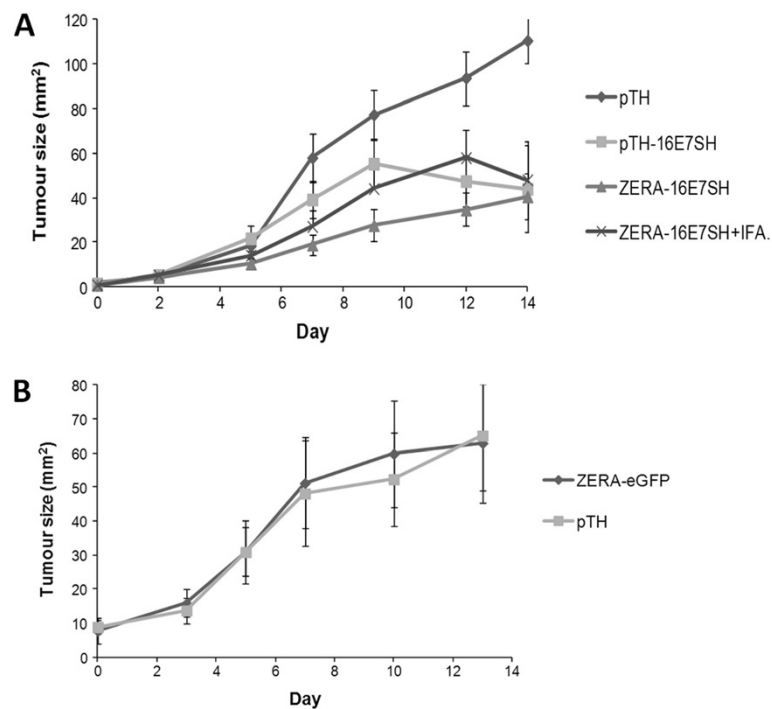 A
Tumour size (mm²)
120
100
80
60
40
20
0
0 2 4 6 8 10 12 14
Day
pTH
pTH-16E7SH
ZERA-16E7SH
ZERA-16E7SH+IFA.
B
Tumour size (mm²)
80
70
60
50
40
30
20
10
0
0 2 4 6 8 10 12 14
Day
ZERA-eGFP
pTH